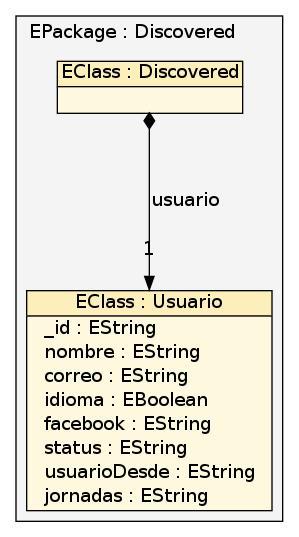 EPackage : Discovered
EClass : Discovered
usuario
1
EClass : Usuario
_id : EString
nombre : EString
correo : EString
idioma : EBoolean
facebook : EString
status : EString
usuarioDesde : EString
jornadas : EString